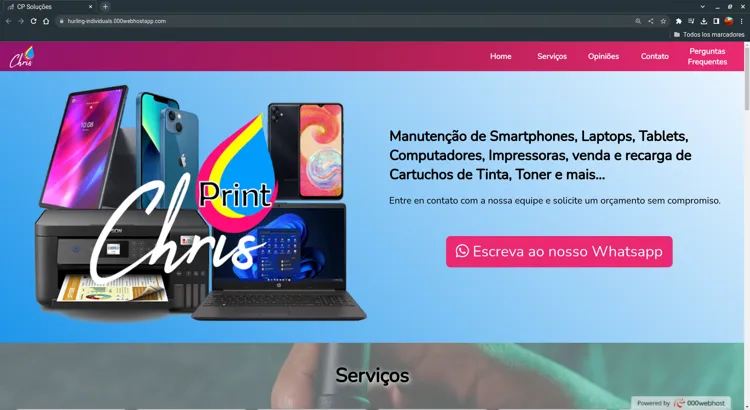 CP Soluções
hurling-individuals.000webhostapp.com
Todos los marcadores
Chris
Home
Serviços
Opiniões
Contato
Perguntas
Frequentes
Print
Chris
EPSON
Manutenção de Smartphones, Laptops, Tablets,
Computadores, Impressoras, venda e recarga de
Cartuchos de Tinta, Toner e mais...
Entre en contato com a nossa equipe e solicite um orçamento sem compromiso.
Escreva ao nosso Whatsapp
Serviços
Powered by 000webhost